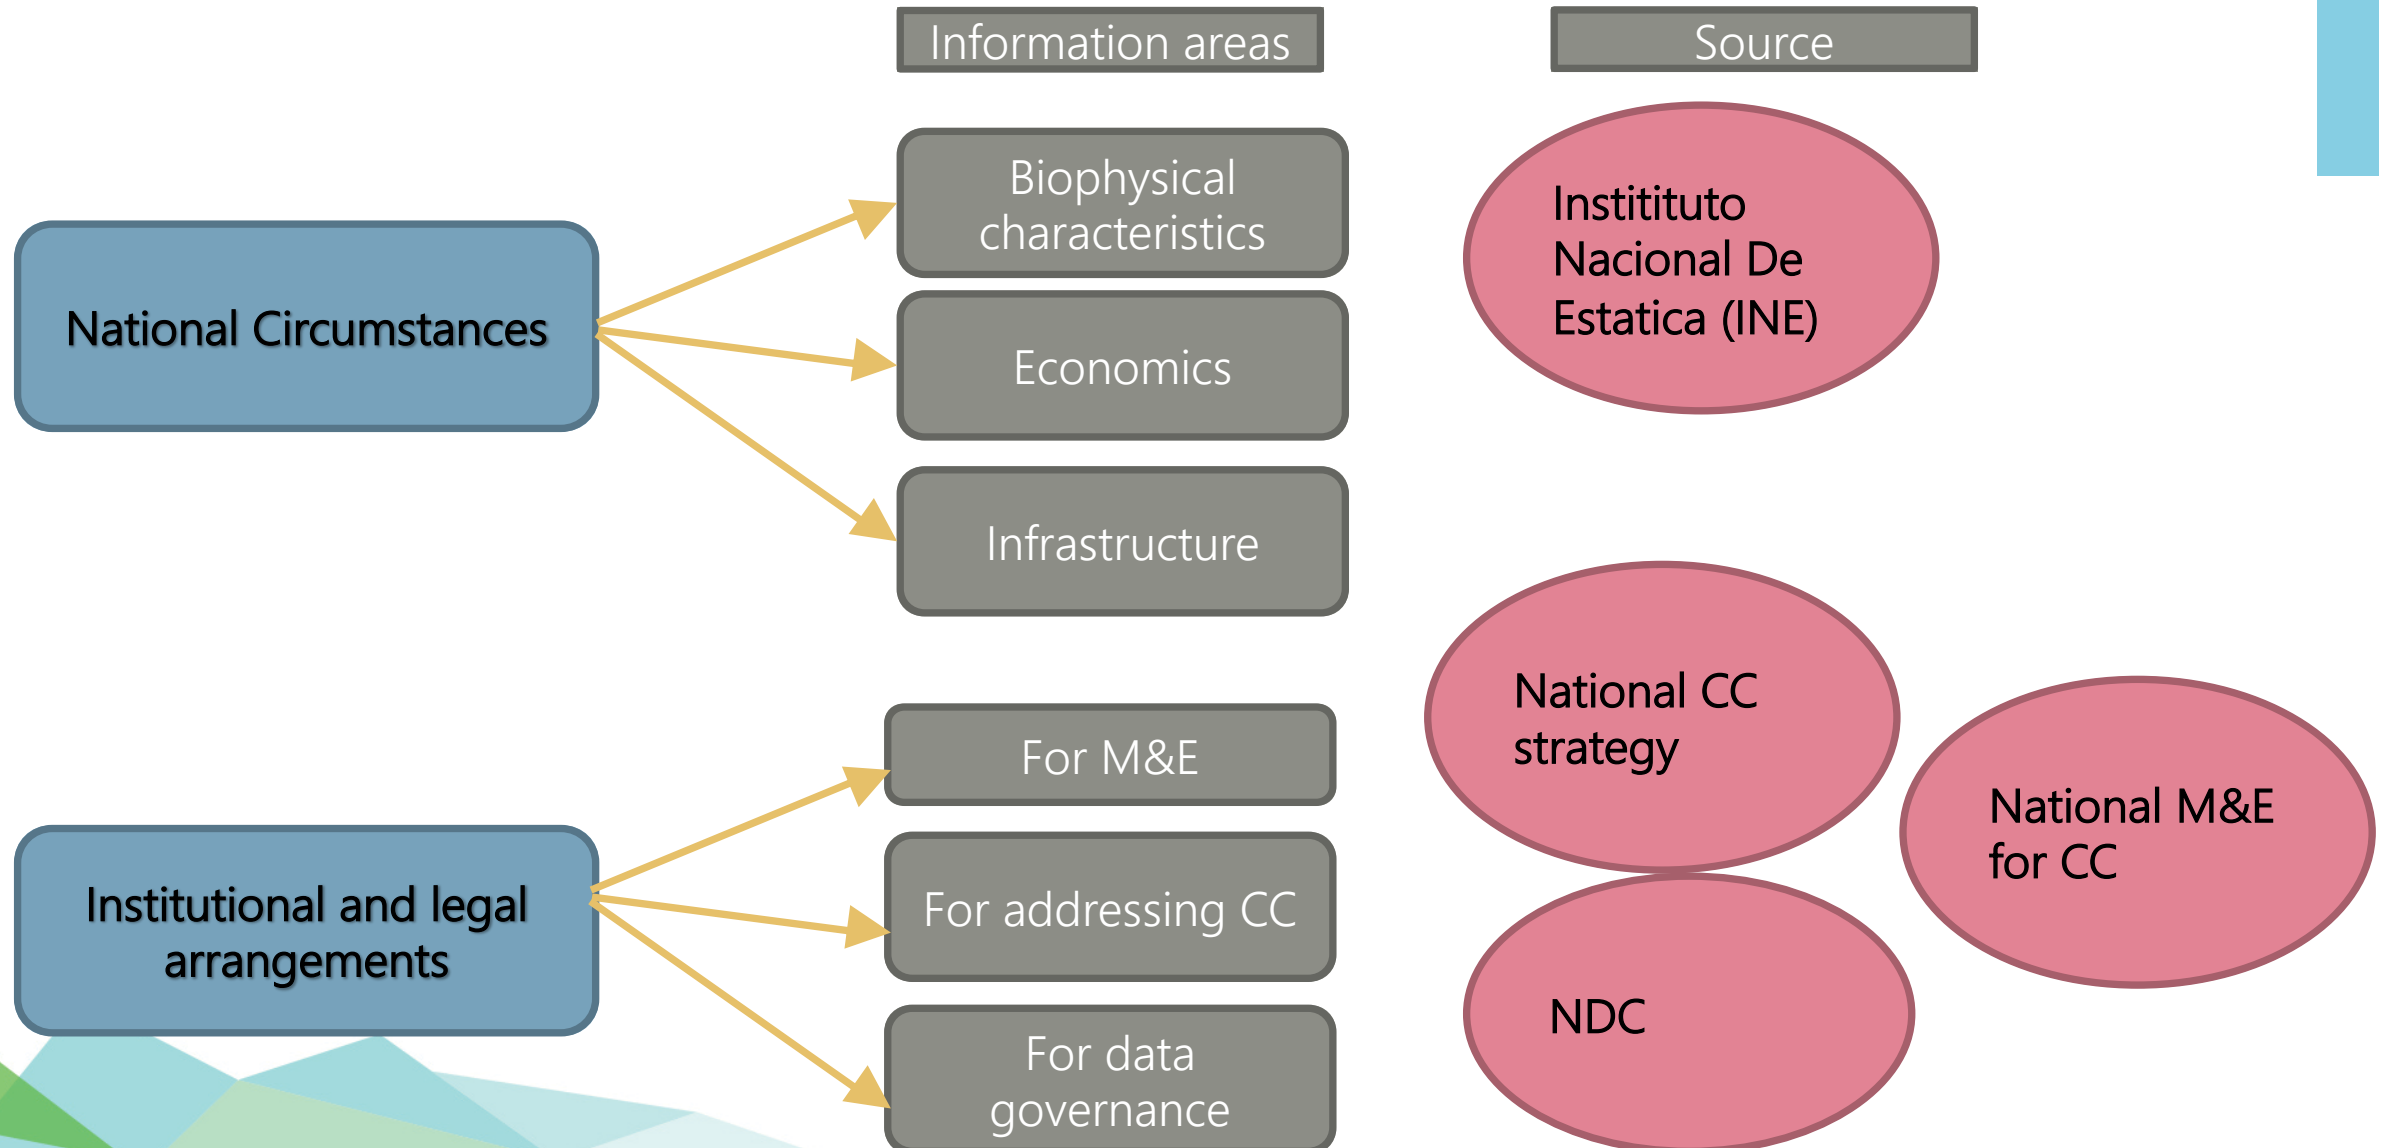 Information areas
Source
National Circumstances
Biophysical
characteristics
Economics
Infrastructure
Institituto
Nacional De
Estatica (INE)
Institutional and legal
arrangements
For M&E
For addressing CC
For data
governance
National CC
strategy
National M&E
for CC
NDC